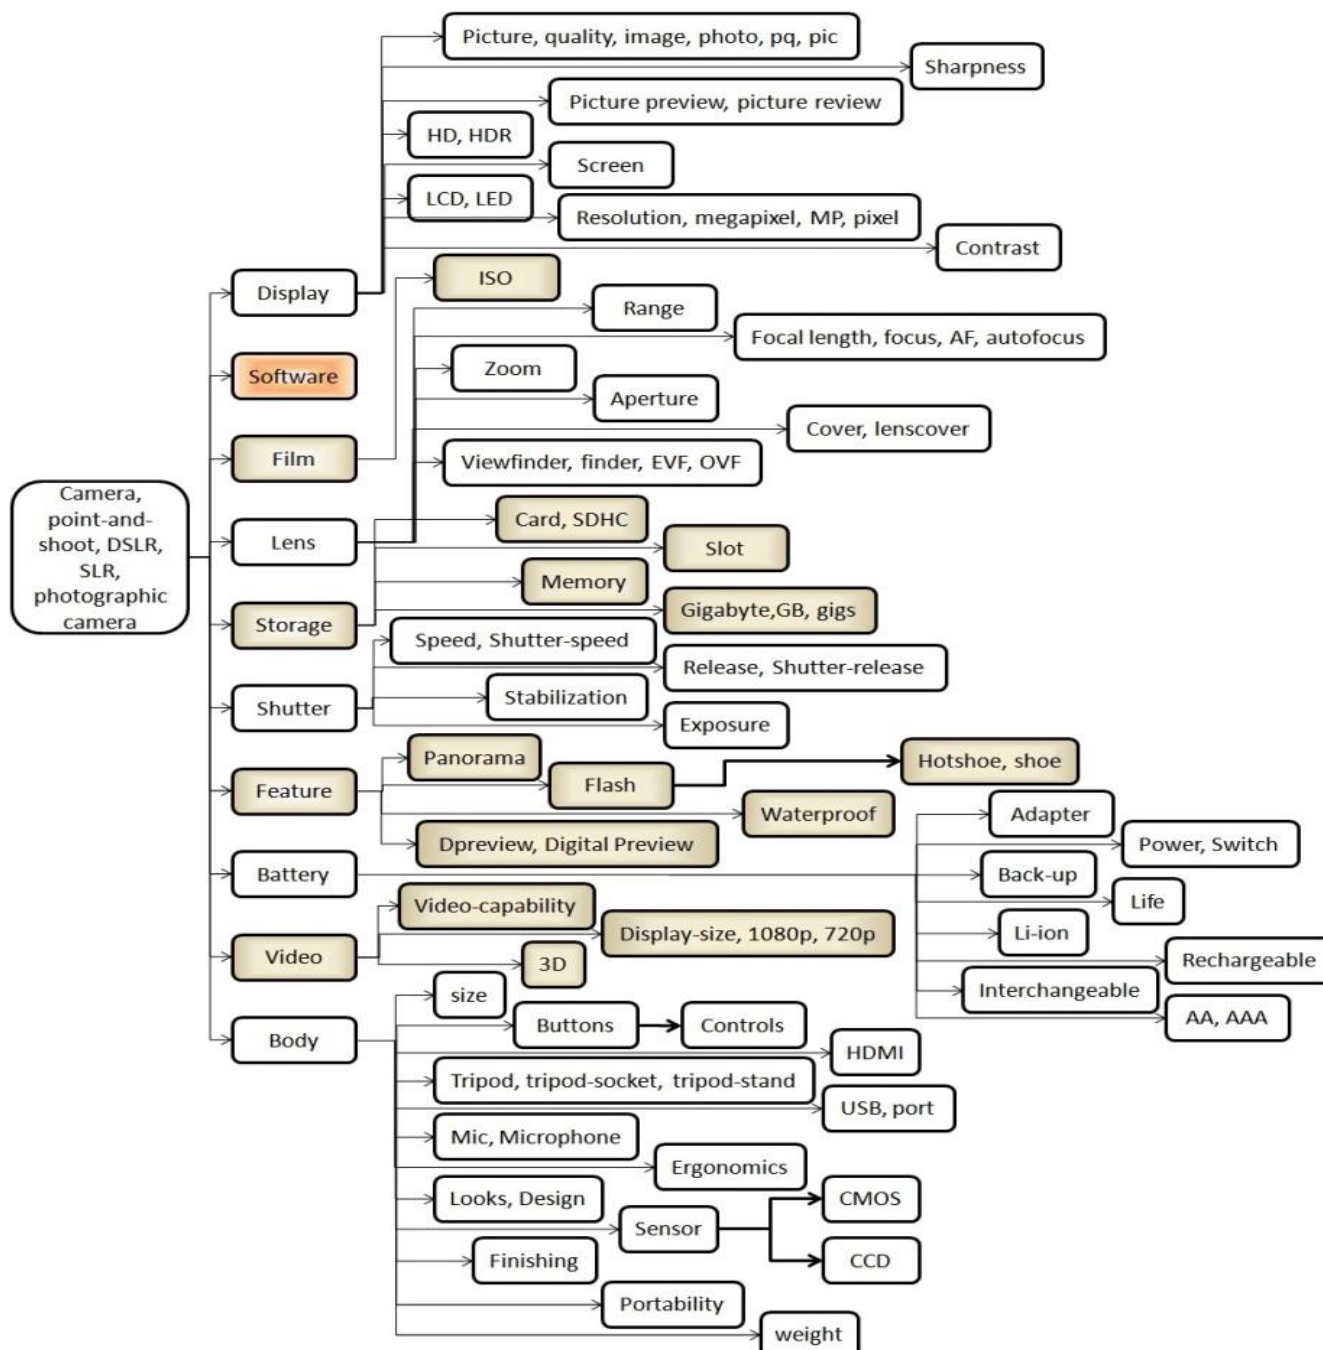 Picture, quality, image, photo, pq, pic
Sharpness
Picture preview, picture review
HD, HDR
Screen
LCD, LED
Resolution, megapixel, MP, pixel
Contrast
Display
ISO
Range
Focal length, focus, AF, autofocus
Software
Zoom
Aperture
Cover, lenscover
Film
Viewfinder, finder, EVF, OVF
Camera,
point-and-
shoot, DSLR,
SLR,
photographic
camera
Card, SDHC
Lens
Slot
Memory
Gigabyte,GB, gigs
Storage
Speed, Shutter-speed
Release, Shutter-release
Stabilization
Shutter
Exposure
Panorama
Hotshoe, shoe
Flash
Feature
Waterproof
Adapter
Dpreview, Digital Preview
Power, Switch
Battery
Back-up
Life
Video-capability
Display-size, 1080p, 720p
Li-ion
Video
3D
Rechargeable
size
Interchangeable
Buttons
Controls
AA, AAA
Body
HDMI
Tripod, tripod-socket, tripod-stand
USB, port
Mic, Microphone
Ergonomics
Looks, Design
CMOS
Sensor
Finishing
CCD
Portability
weight